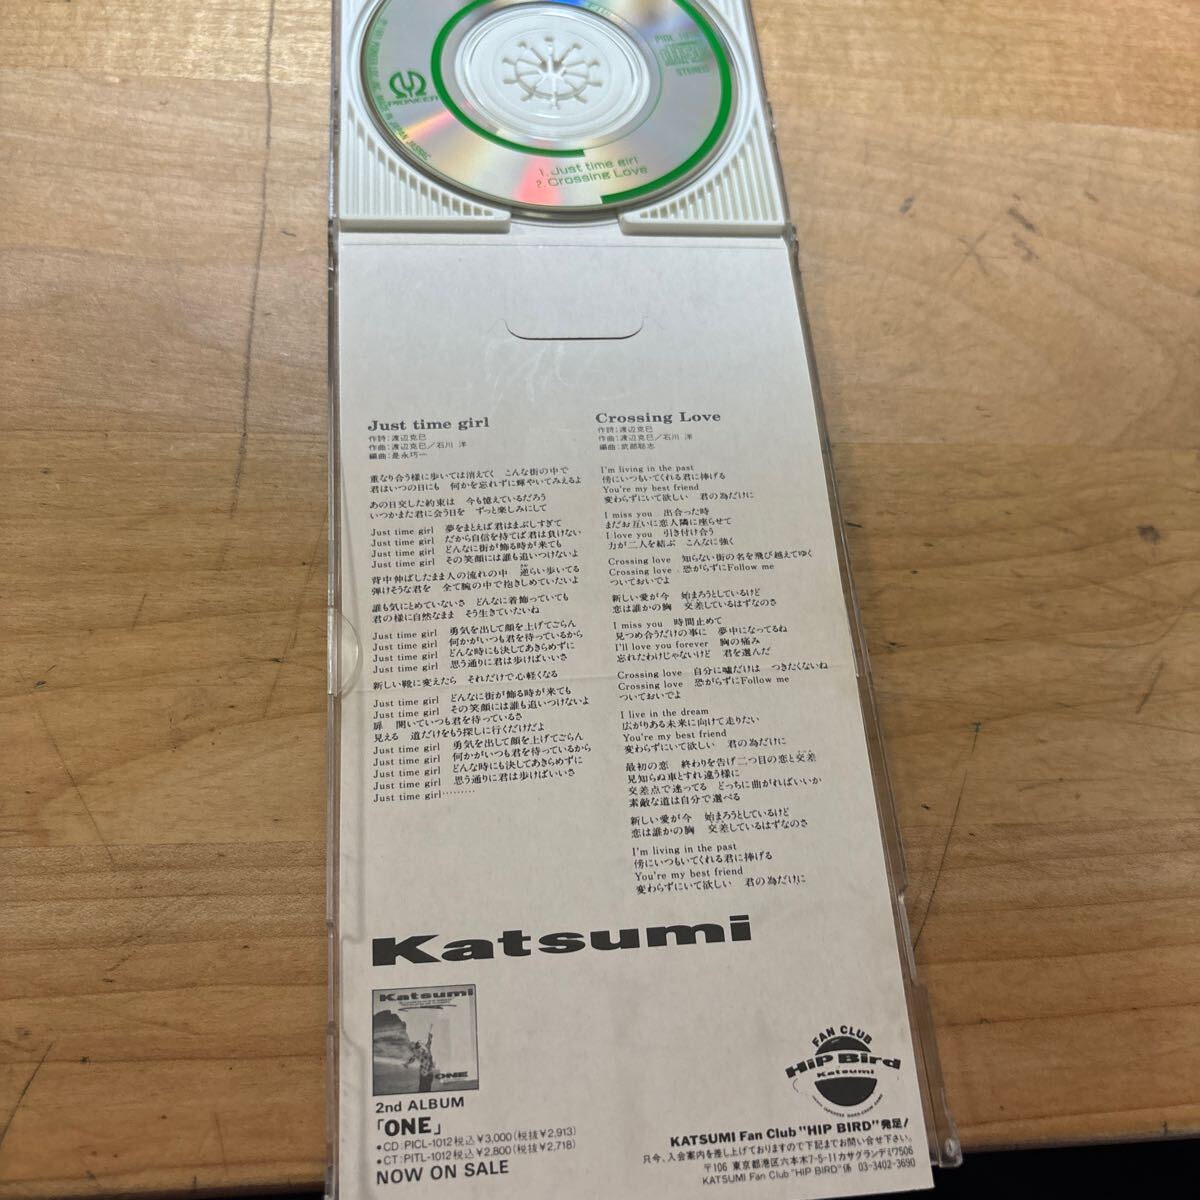 PIONEER
STEREO
1. Just time girl
2. Crossing Love
Just time girl
作詩：渡辺克巳
作曲：渡辺克巳／石川 洋
編曲：是永巧一
重なり合う様に歩いては消えてく こんな街の中で
君はいつの日にも 何かを忘れずに輝やいてみえるよ
あの日交した約束は 今も憶えているだろう
いつかまた君に会う日を ずっと楽しみにして
Just time girl 夢をまとえば君はまぶしすぎて
Just time girl だから自信を持てば君は負けない
Just time girl どんなに街が飾る時が来ても
Just time girl その笑顔には誰も追いつけないよ
背中伸ばしたまま人の流れの中 逆らい歩いてる
弾けそうな君を 全て腕の中で抱きしめていたいよ
誰も気にとめていないさ どんなに着飾っていても
君の様に自然なまま そう生きていたいね
Just time girl 勇気を出して顔を上げてごらん
Just time girl 何かがいつも君を待っているから
Just time girl どんな時にも決してあきらめずに
Just time girl 思う通りに君は歩けばいいさ
新しい靴に変えたら それだけで心軽くなる
Just time girl どんなに街が飾る時が来ても
Just time girl その笑顔には誰も追いつけないよ
扉 開いていつも君を待っているさ
見える 道だけをもう探しに行くだけだよ
Just time girl 勇気を出して顔を上げてごらん
Just time girl 何かがいつも君を待っているから
Just time girl どんな時にも決してあきらめずに
Just time girl 思う通りに君は歩けばいいさ
Just time girl………
Crossing Love
作詩：渡辺克巳
作曲：渡辺克巳／石川 洋
編曲：武部聡志
I'm living in the past
傍にいつもいてくれる君に捧げる
You're my best friend
変わらずにいて欲しい 君の為だけに
I miss you 出合った時
まだお互いに恋人隣に座らせて
I love you 引き付け合う
力が二人を結ぶ こんなに強く
Crossing love 知らない街の名を飛び越えてゆく
Crossing love 恐がらずにFollow me
ついておいでよ
新しい愛が今 始まろうとしているけど
恋は誰かの胸 交差しているはずなのさ
I miss you 時間止めて
見つめ合うだけの事に 夢中になってるね
I'll love you forever 胸の痛み
忘れたわけじゃないけど 君を選んだ
Crossing love 自分に嘘だけは つきたくないね
Crossing love 恐がらずにFollow me
ついておいでよ
I live in the dream
広がりある未来に向けて走りたい
You're my best friend
変わらずにいて欲しい 君の為だけに
最初の恋 終わりを告げ二つ目の恋と交差
見知らぬ車とすれ違う様に
交差点で迷ってる どっちに曲がればいいか
素敵な道は自分で選べる
新しい愛が今 始まろうとしているけど
恋は誰かの胸 交差しているはずなのさ
I'm living in the past
傍にいつもいてくれる君に捧げる
You're my best friend
変わらずにいて欲しい 君の為だけに
Katsumi
Katsumi
ONE
2nd ALBUM
「ONE」
•CD:PICL-1012税込¥3,000(税抜¥2,913)
•CT:PITL-1012税込¥2,800(税抜¥2,718)
NOW ON SALE
FAN CLUB
HiP Bird
Katsumi
KATSUMI Fan Club "HIP BIRD"発足！
只今、入会案内を差し上げておりますので下記までお問い合せ下さい。
〒106 東京都港区六本木7-5-11カサグランデミワ506
KATSUMI Fan Club "HIP BIRD"係 03-3402-3690